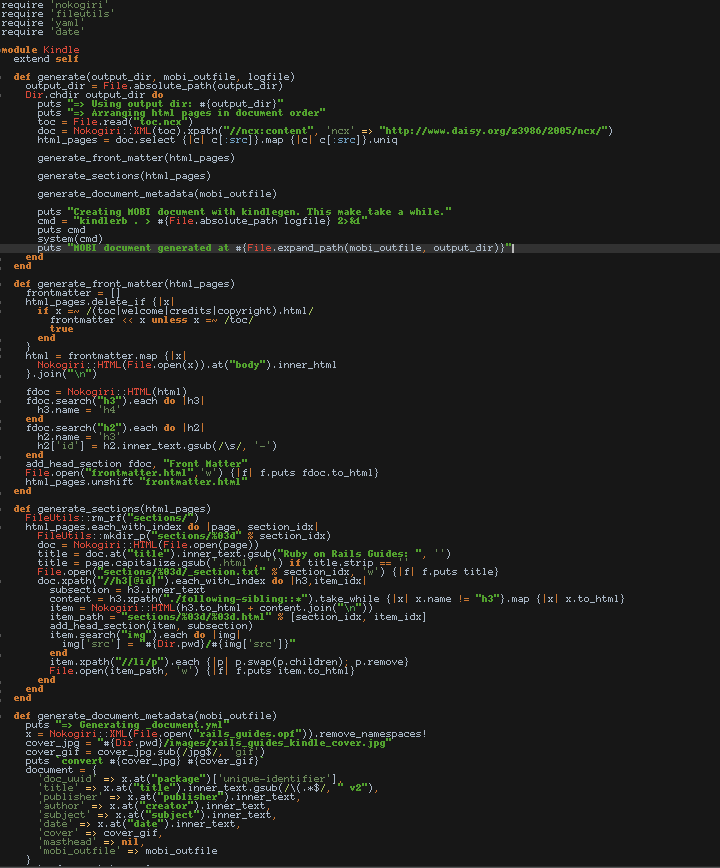 require 'nokogiri'
require 'fileutils'
require 'yaml'
require 'date'
module Kindle
extend self
def generate(output_dir, mobi_outfile, logfile)
output_dir = File.absolute_path(output_dir)
Dir.chdir output_dir do
puts "=> Using output dir: #{output_dir}"
puts "=> Arranging html pages in document order"
toc = File.read("toc.ncx")
doc = Nokogiri::XML(toc).xpath("//ncx:content", 'ncx' => "http://www.daisy.org/z3986/2005/ncx/")
html_pages = doc.select {|c| c[:src]}.map {|c| c[:src]}.uniq
generate_front_matter(html_pages)
generate_sections(html_pages)
generate_document_metadata(mobi_outfile)
puts "Creating MOBI document with kindlegen. This make take a while."
cmd = "kindlerb . > #{File.absolute_path logfile} 2>&1"
puts cmd
system(cmd)
puts "MOBI document generated at #{File.expand_path(mobi_outfile, output_dir)}"
end
end
def generate_front_matter(html_pages)
frontmatter = []
html_pages.delete_if {|x|
if x =~ /(toc|welcome|credits|copyright).html/
frontmatter << x unless x =~ /toc/
true
end
}
html = frontmatter.map {|x|
Nokogiri::HTML(File.open(x)).at("body").inner_html
}.join("\n")
fdoc = Nokogiri::HTML(html)
fdoc.search("h3").each do |h3|
h3.name = 'h4'
end
fdoc.search("h2").each do |h2|
h2.name = 'h3'
h2['id'] = h2.inner_text.gsub(/\s/, '-')
end
add_head_section fdoc, "Front Matter"
File.open("frontmatter.html",'w') {|f| f.puts fdoc.to_html}
html_pages.unshift "frontmatter.html"
end
def generate_sections(html_pages)
FileUtils::rm_rf("sections/")
html_pages.each_with_index do |page, section_idx|
FileUtils::mkdir_p("sections/%03d" % section_idx)
doc = Nokogiri::HTML(File.open(page))
title = doc.at("title").inner_text.gsub("Ruby on Rails Guides: ", '')
title = page.capitalize.gsub('.html', '') if title.strip == ''
File.open("sections/%03d/_section.txt" % section_idx, 'w') {|f| f.puts title}
doc.xpath("//h3[@id]").each_with_index do |h3,item_idx|
subsection = h3.inner_text
content = h3.xpath("./following-sibling::*").take_while {|x| x.name != "h3"}.map {|x| x.to_html}
item = Nokogiri::HTML(h3.to_html + content.join("\n"))
item_path = "sections/%03d/%03d.html" % [section_idx, item_idx]
add_head_section(item, subsection)
item.search("img").each do |img|
img['src'] = "#{Dir.pwd}/#{img['src']}"
end
item.xpath("//li/p").each {|p| p.swap(p.children); p.remove}
File.open(item_path, 'w') {|f| f.puts item.to_html}
end
end
end
def generate_document_metadata(mobi_outfile)
puts "=> Generating _document.yml"
x = Nokogiri::XML(File.open("rails_guides.opf")).remove_namespaces!
cover_jpg = "#{Dir.pwd}/images/rails_guides_kindle_cover.jpg"
cover_gif = cover_jpg.sub(/jpg$/, 'gif')
puts `convert #{cover_jpg} #{cover_gif}`
document = {
'doc_uuid' => x.at("package")['unique-identifier'],
'title' => x.at("title").inner_text.gsub(/\(.*$/, " v2"),
'publisher' => x.at("publisher").inner_text,
'author' => x.at("creator").inner_text,
'subject' => x.at("subject").inner_text,
'date' => x.at("date").inner_text,
'cover' => cover_gif,
'masthead' => nil,
'mobi_outfile' => mobi_outfile
}